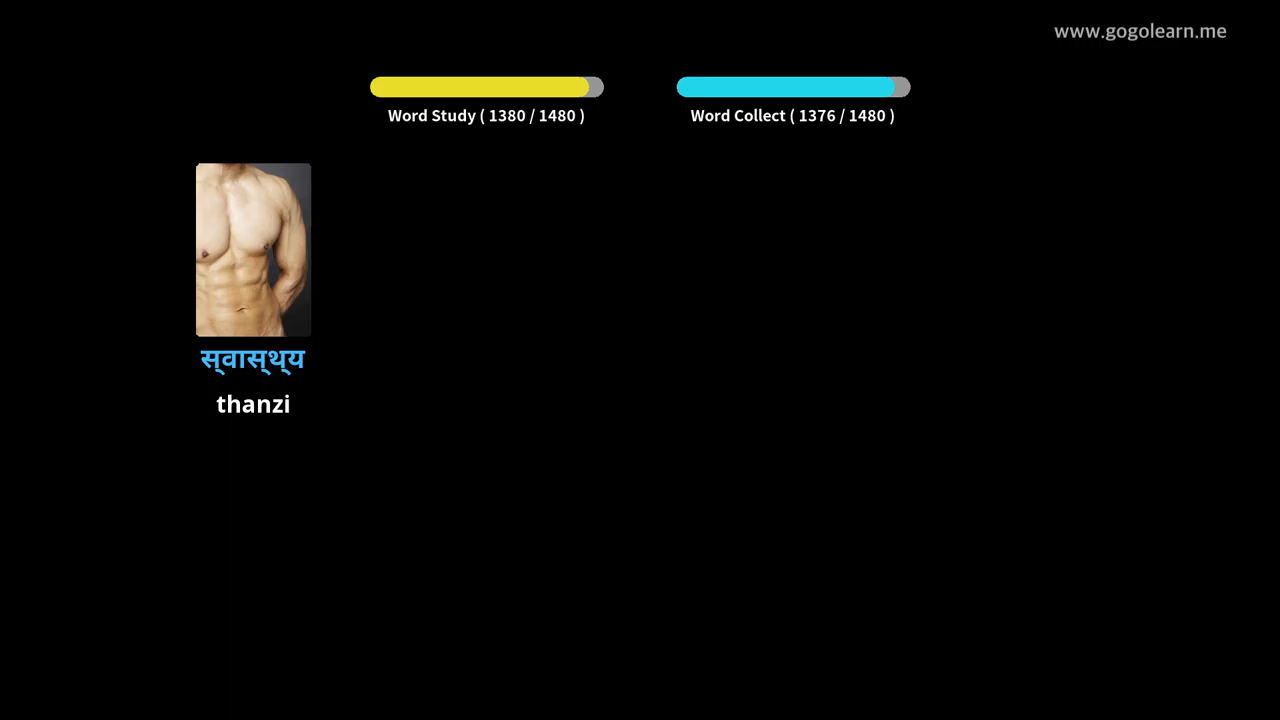 www.gogolearn.me
Word Study ( 1380 / 1480 )
Word Collect ( 1376 / 1480 )
स्वास्थ्य
thanzi